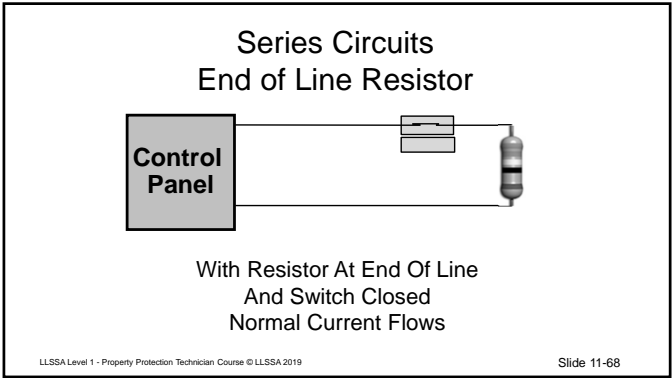 Series Circuits
End of Line Resistor
Control
Panel
With Resistor At End Of Line
And Switch Closed
Normal Current Flows
LLSSA Level 1 - Property Protection Technician Course © LLSSA 2019
Slide 11-68